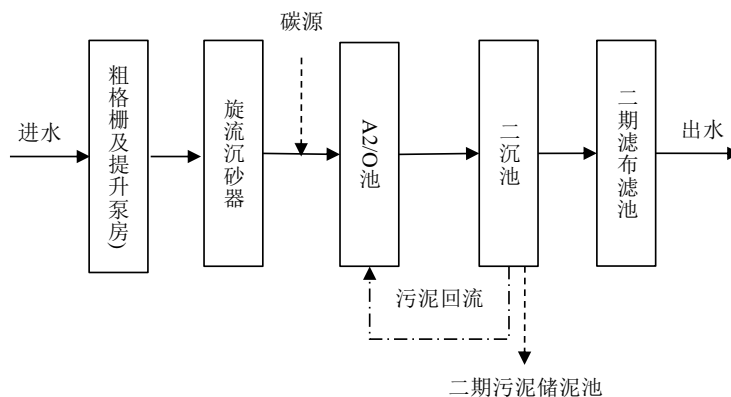 碳源
进水
粗格栅及提升泵房)
旋流沉砂器
A2/O池
二沉池
二期滤布滤池
出水
污泥回流
二期污泥储泥池